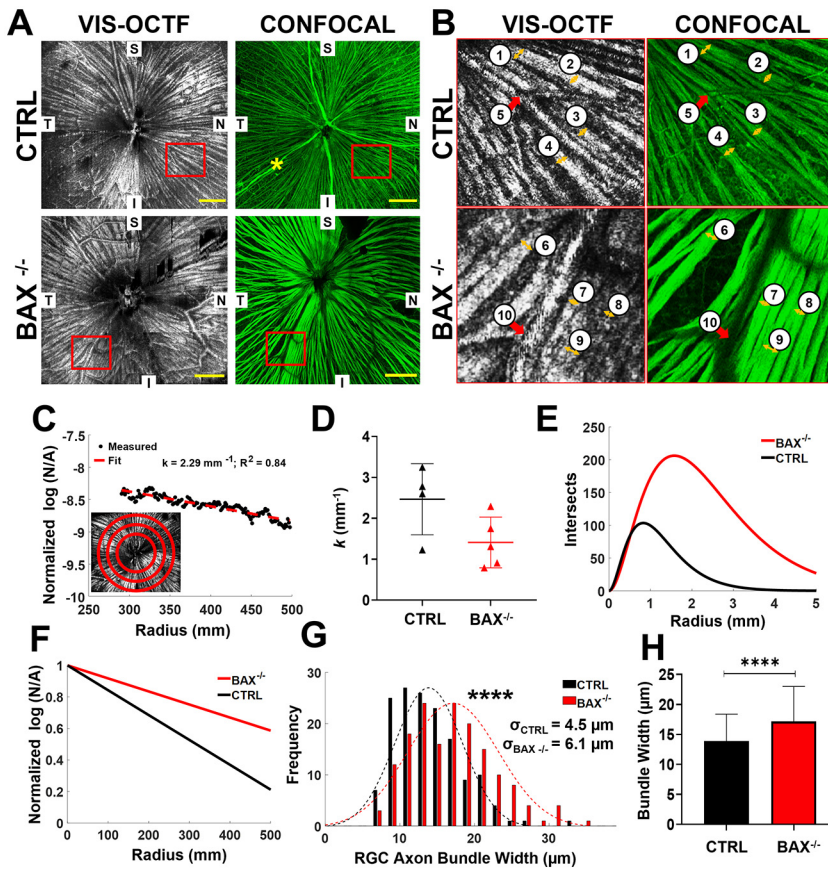 A
VIS-OCTF
CONFOCAL
B
VIS-OCTF
CONFOCAL
CTRL
S
T
N
I
S
T
N
I
*
CTRL
1
2
3
4
5
1
2
3
4
5
BAX -/-
S
T
N
I
S
T
N
I
BAX -/-
6
7
8
9
10
6
7
8
9
10
C
Normalized log (N/A)
-7.5
-8
-8.5
-9
-9.5
-10
Measured
Fit
k = 2.29 mm -1; R2 = 0.84
250 300 350 400 450 500
Radius (mm)
D
k (mm-1)
4
3
2
1
0
CTRL
BAX-/-
E
Intersects
250
200
150
100
50
0
BAX-/-
CTRL
0 1 2 3 4 5
Radius (mm)
F
Normalized log (N/A)
1
0.8
0.6
0.4
0.2
0
BAX-/-
CTRL
0 100 200 300 400 500
Radius (mm)
G
Frequency
30
20
10
0
****
CTRL
BAX-/-
σCTRL = 4.5 µm
σBAX -/- = 6.1 µm
0 10 20 30
RGC Axon Bundle Width (µm)
H
Bundle Width (µm)
25
20
15
10
5
0
****
CTRL
BAX-/-